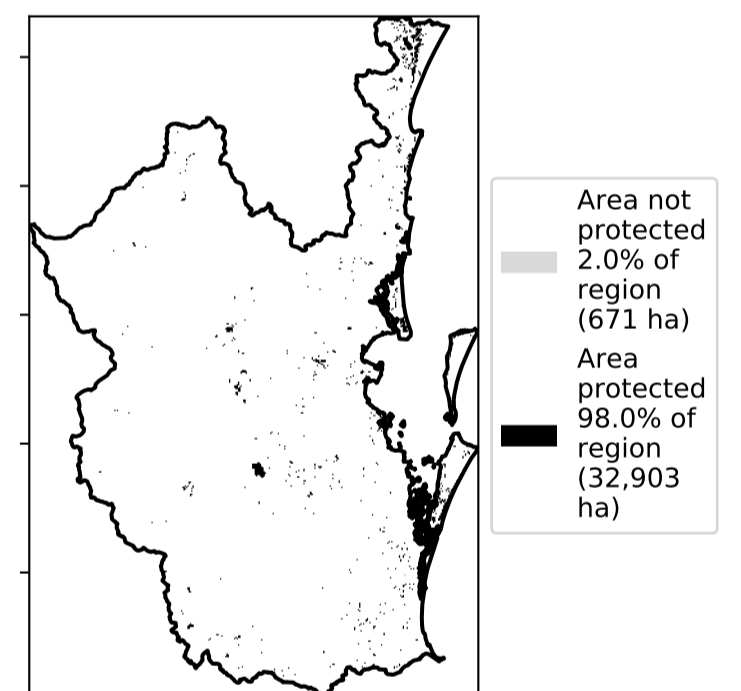 Area not
protected
2.0% of
region
(671 ha)
Area
protected
98.0% of
region
(32,903
ha)